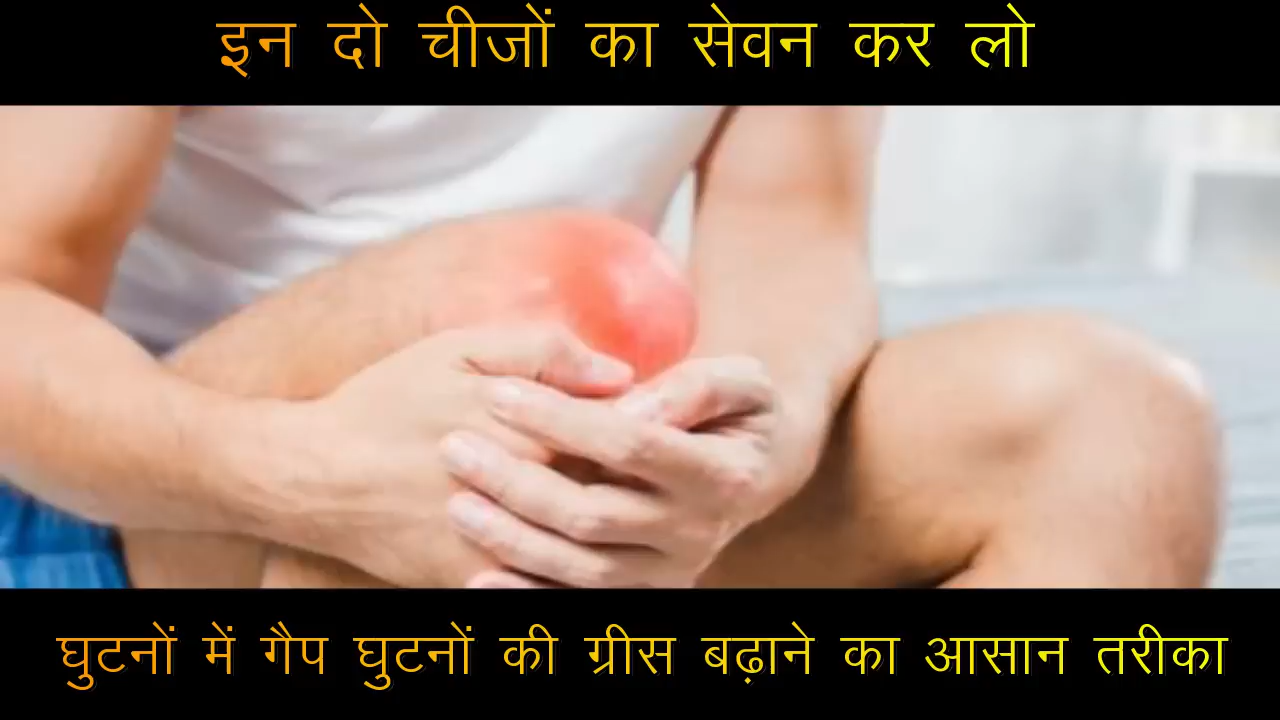 इन दो चीजों का सेवन कर लो
घुटनों में गैप घुटनों की ग्रीस बढ़ाने का आसान तरीका